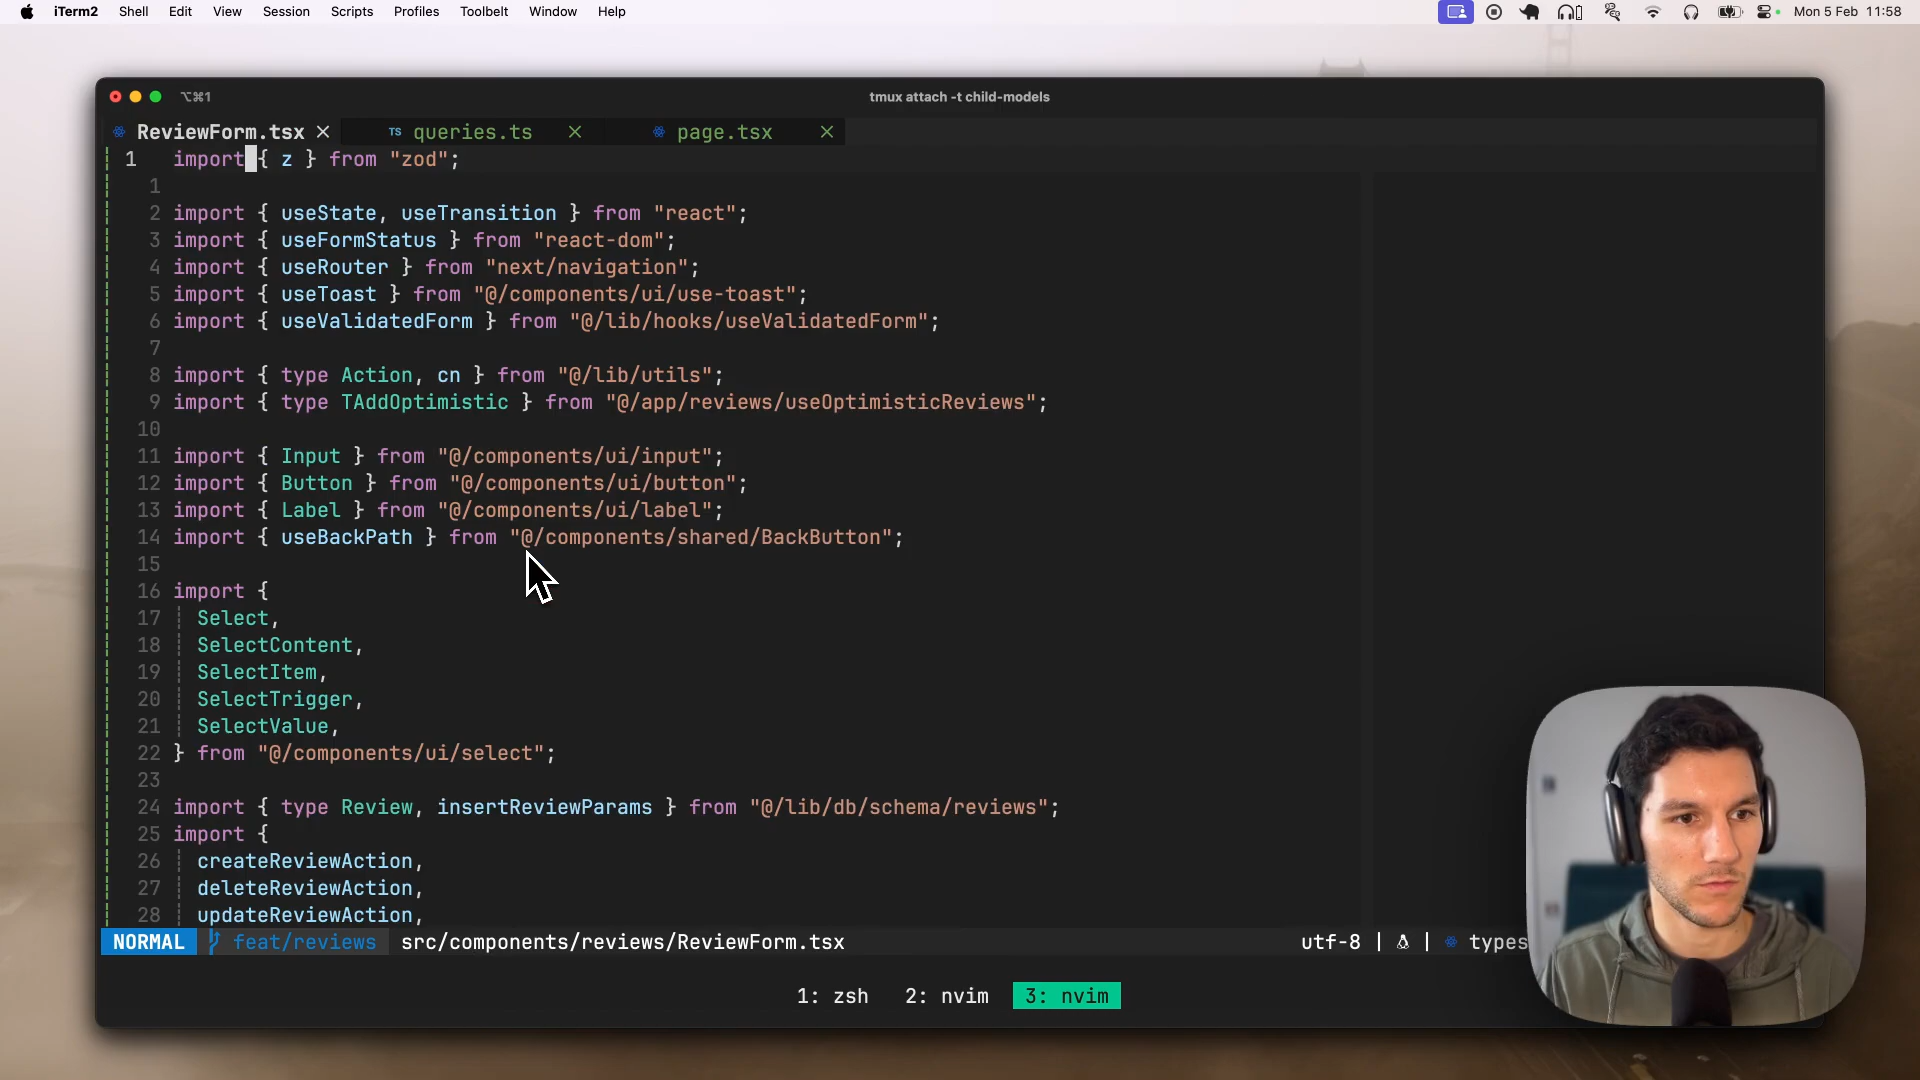 iTerm2 Shell Edit View Session Scripts Profiles Toolbelt Window Help Mon 5 Feb 11:58
⌥⌘1 tmux attach -t child-models
ReviewForm.tsx × TS queries.ts × page.tsx ×
1 import { z } from "zod";
1
2 import { useState, useTransition } from "react";
3 import { useFormStatus } from "react-dom";
4 import { useRouter } from "next/navigation";
5 import { useToast } from "@/components/ui/use-toast";
6 import { useValidatedForm } from "@/lib/hooks/useValidatedForm";
7
8 import { type Action, cn } from "@/lib/utils";
9 import { type TAddOptimistic } from "@/app/reviews/useOptimisticReviews";
10
11 import { Input } from "@/components/ui/input";
12 import { Button } from "@/components/ui/button";
13 import { Label } from "@/components/ui/label";
14 import { useBackPath } from "@/components/shared/BackButton";
15
16 import {
17 Select,
18 SelectContent,
19 SelectItem,
20 SelectTrigger,
21 SelectValue,
22 } from "@/components/ui/select";
23
24 import { type Review, insertReviewParams } from "@/lib/db/schema/reviews";
25 import {
26 createReviewAction,
27 deleteReviewAction,
28 updateReviewAction,
NORMAL feat/reviews src/components/reviews/ReviewForm.tsx utf-8 | | types
1: zsh 2: nvim 3: nvim